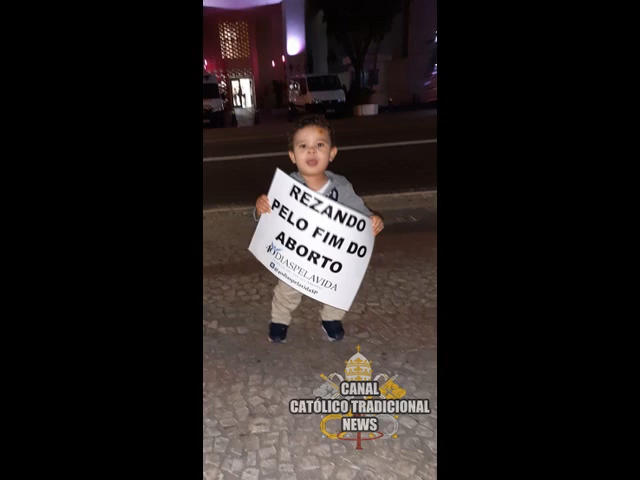 REZANDO
PELO FIM DO
ABORTO
40DIASPELAVIDA
CANAL
CATÓLICO TRADICIONAL
NEWS